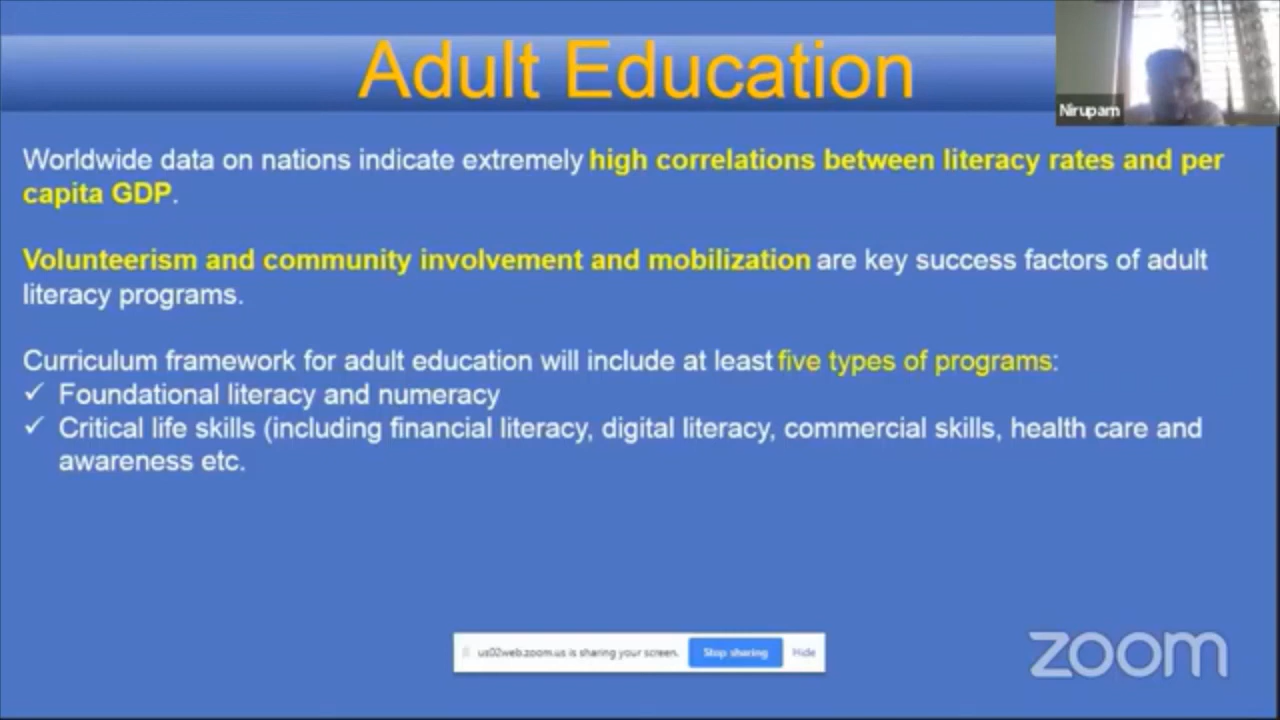 Adult Education
Nirupam
Worldwide data on nations indicate extremely high correlations between literacy rates and per
capita GDP.
Volunteerism and community involvement and mobilization are key success factors of adult
literacy programs.
Curriculum framework for adult education will include at least five types of programs:
✓ Foundational literacy and numeracy
✓ Critical life skills (including financial literacy, digital literacy, commercial skills, health care and
awareness etc.
us02web.zoom.us is sharing your screen. Stop sharing Hide
zoom